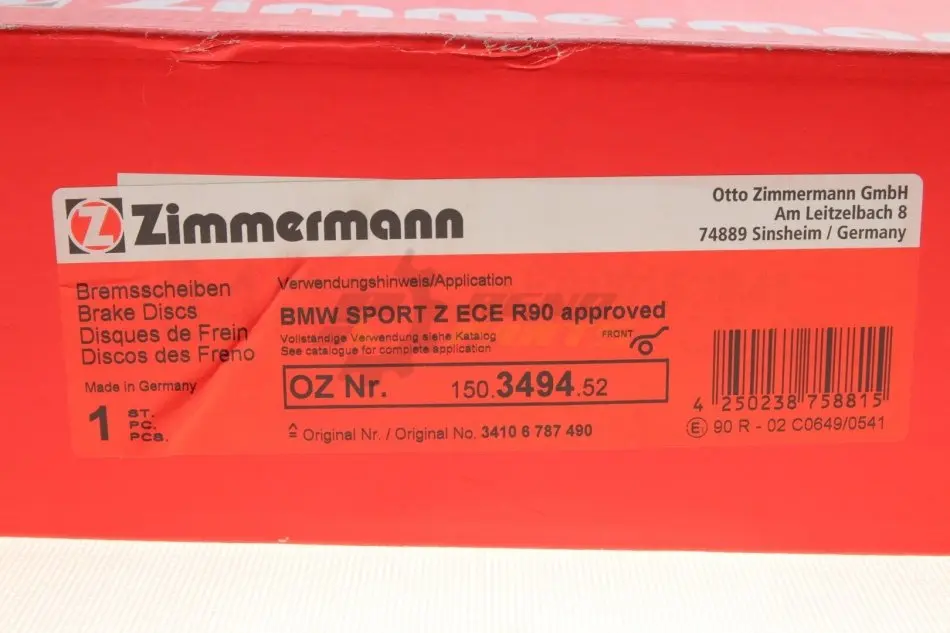 Zimmermann
Zimmermann
Otto Zimmermann GmbH
Am Leitzelbach 8
74889 Sinsheim / Germany
Bremsscheiben
Brake Discs
Disques de Frein
Discos des Freno
Made in Germany
1 ST.
PC.
PCS.
Verwendungshinweis/Application
BMW SPORT Z ECE R90 approved
Vollständige Verwendung siehe Katalog
See catalogue for complete application
FRONT
OZ Nr. 150.3494.52
≙ Original Nr. / Original No. 3410 6 787 490
4 250238 758815
E1 90 R - 02 C0649/0541